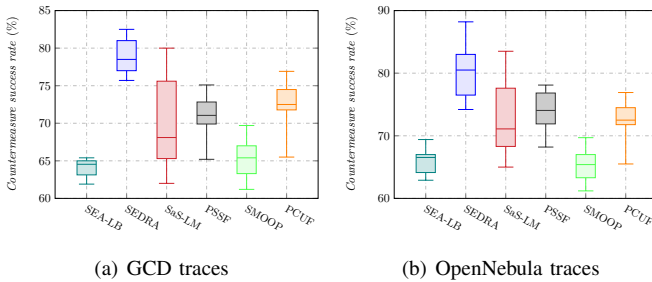 Countermeasure success rate (%)
85
80
75
70
65
60
SEA-LB
SEDRA
SaS-LM
PSSF
SMOOP
PCUF
(a) GCD traces
Countermeasure success rate (%)
90
80
70
60
SEA-LB
SEDRA
SaS-LM
PSSF
SMOOP
PCUF
(b) OpenNebula traces